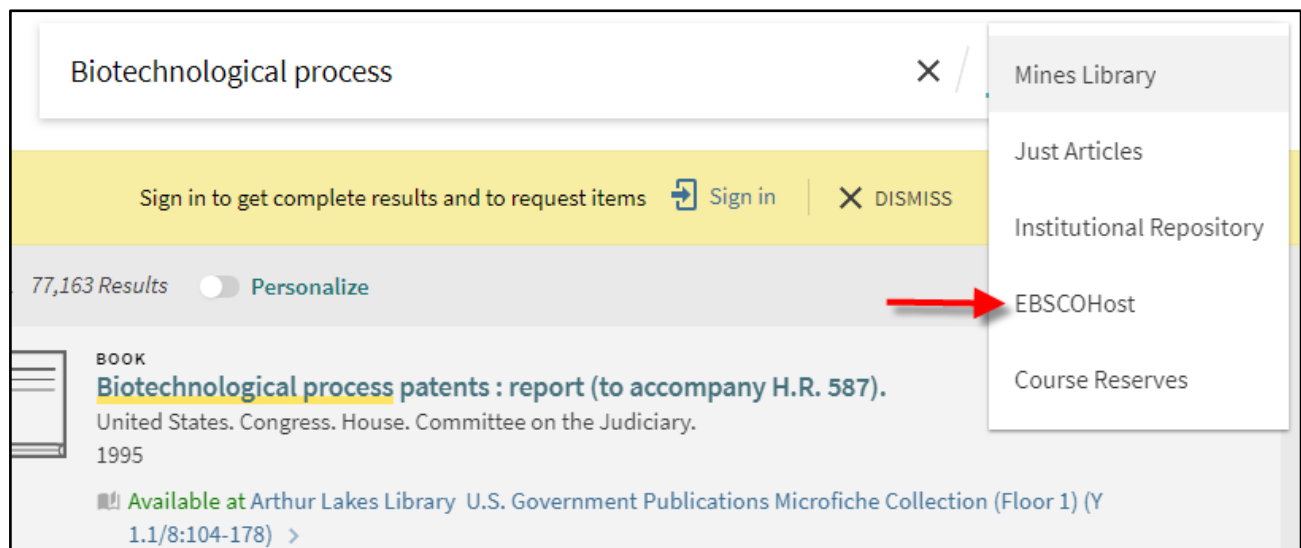 Biotechnological process
Mines Library
Just Articles
Institutional Repository
EBSCOHost
Course Reserves
Sign in to get complete results and to request items Sign in DISMISS
77,163 Results Personalize
BOOK
Biotechnological process patents : report (to accompany H.R. 587).
United States. Congress. House. Committee on the Judiciary.
1995
Available at Arthur Lakes Library U.S. Government Publications Microfiche Collection (Floor 1) (Y
1.1/8:104-178) >